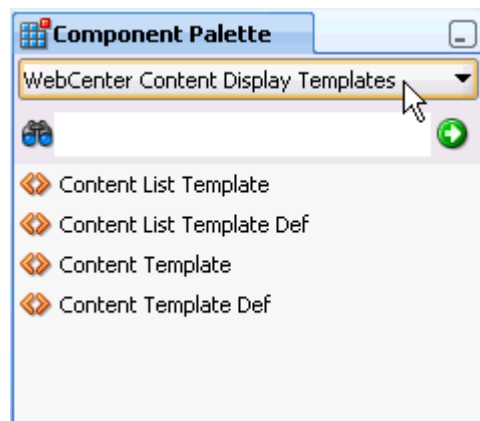 Component Palette
WebCenter Content Display Templates
Content List Template
Content List Template Def
Content Template
Content Template Def